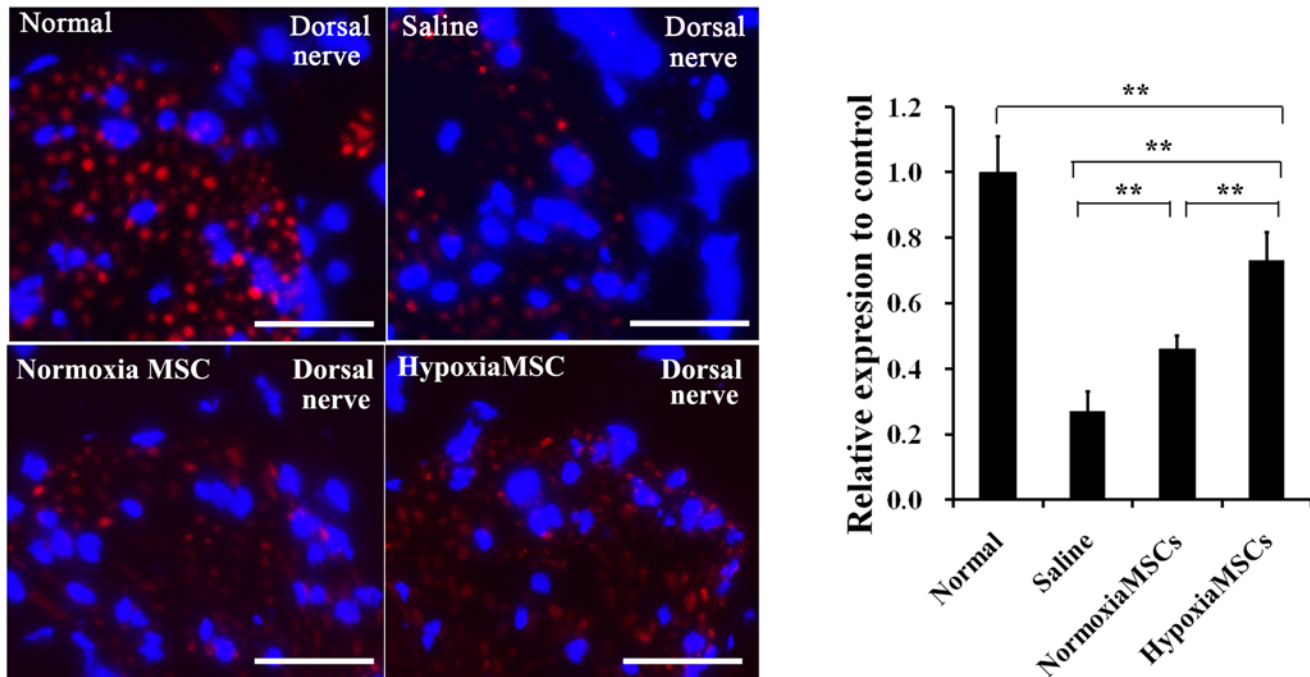 Normal
Dorsal
nerve
Saline
Dorsal
nerve
Normoxia MSC
Dorsal
nerve
HypoxiaMSC
Dorsal
nerve
Relative expresion to control
1.2
1.0
0.8
0.6
0.4
0.2
0.0
**
**
**
**
Normal
Saline
NormoxiaMSCs
HypoxiaMSCs